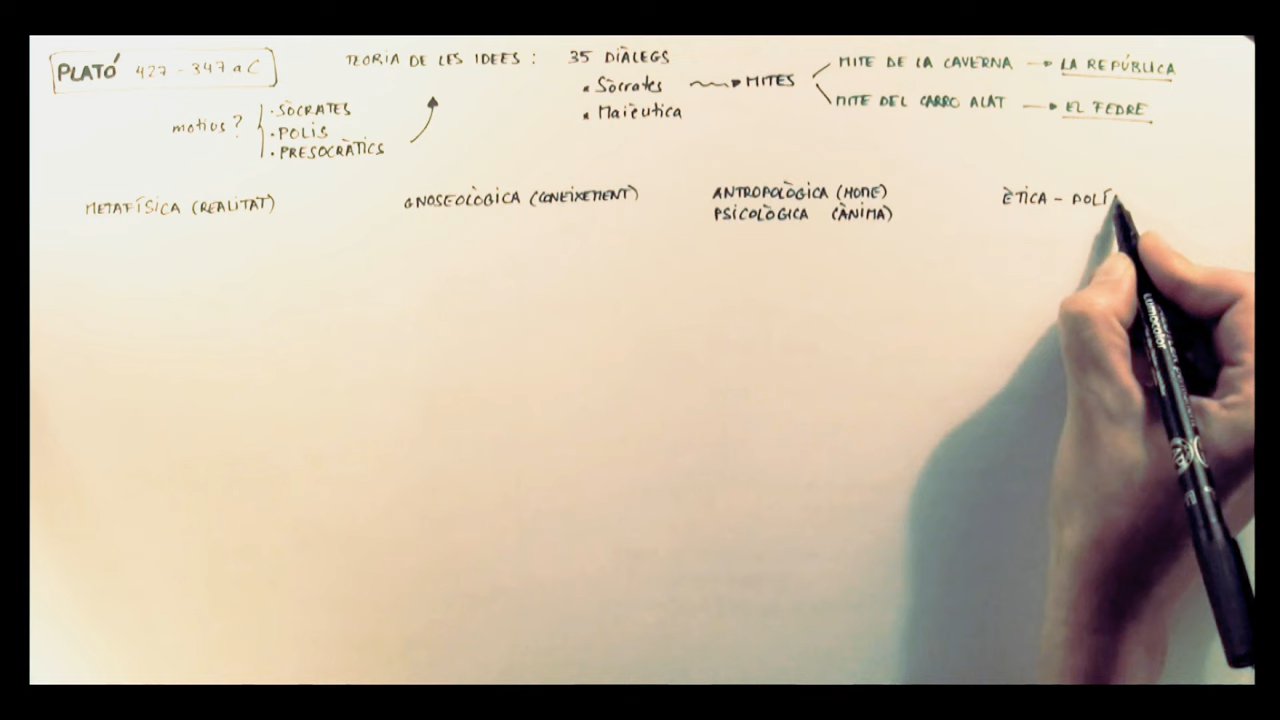 PLATÓ 427 - 347 a C
motius?
· SÒCRATES
· POLIS
· PRESOCRÀTICS
TEORIA DE LES IDEES :
35 DIÀLEGS
· Sòcrates
· Maièutica
MITES
MITE DE LA CAVERNA → LA REPÚBLICA
MITE DEL CARRO ALAT → EL FEDRE
METAFÍSICA (REALITAT)
GNOSEOLÒGICA (CONEIXEMENT)
ANTROPOLÒGICA (HOME)
PSICOLÒGICA (ÀNIMA)
ÈTICA - POLÍ
Lumocolor